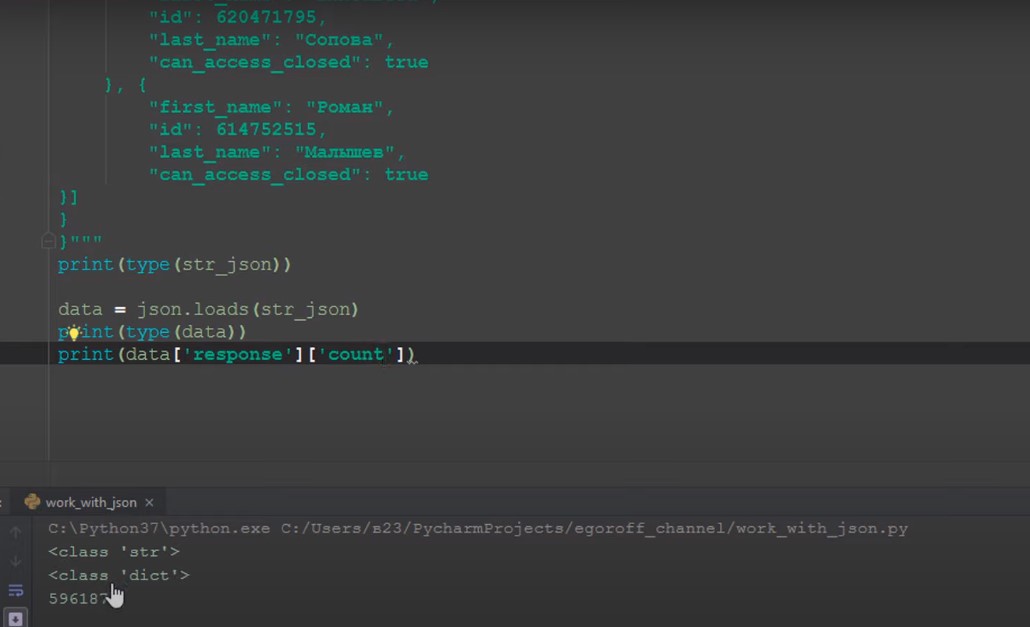 "id": 620471795,
"last_name": "Сопова",
"can_access_closed": true
}, {
"first_name": "Роман",
"id": 614752515,
"last_name": "Малышев",
"can_access_closed": true
}]
}
}"""
print(type(str_json))
data = json.loads(str_json)
print(type(data))
print(data['response']['count'])
work_with_json
C:\Python37\python.exe C:/Users/в23/PycharmProjects/egoroff_channel/work_with_json.py
<class 'str'>
<class 'dict'>